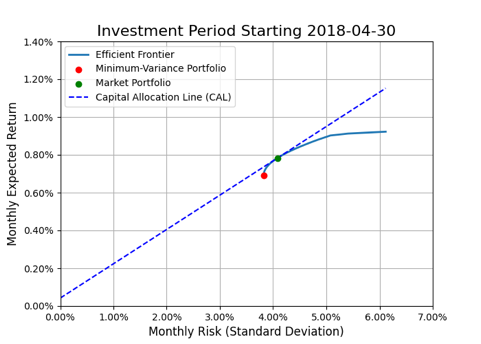 Investment Period Starting 2018-04-30
Efficient Frontier
Minimum-Variance Portfolio
Market Portfolio
Capital Allocation Line (CAL)
Monthly Expected Return
1.40%
1.20%
1.00%
0.80%
0.60%
0.40%
0.20%
0.00%
0.00% 1.00% 2.00% 3.00% 4.00% 5.00% 6.00% 7.00%
Monthly Risk (Standard Deviation)